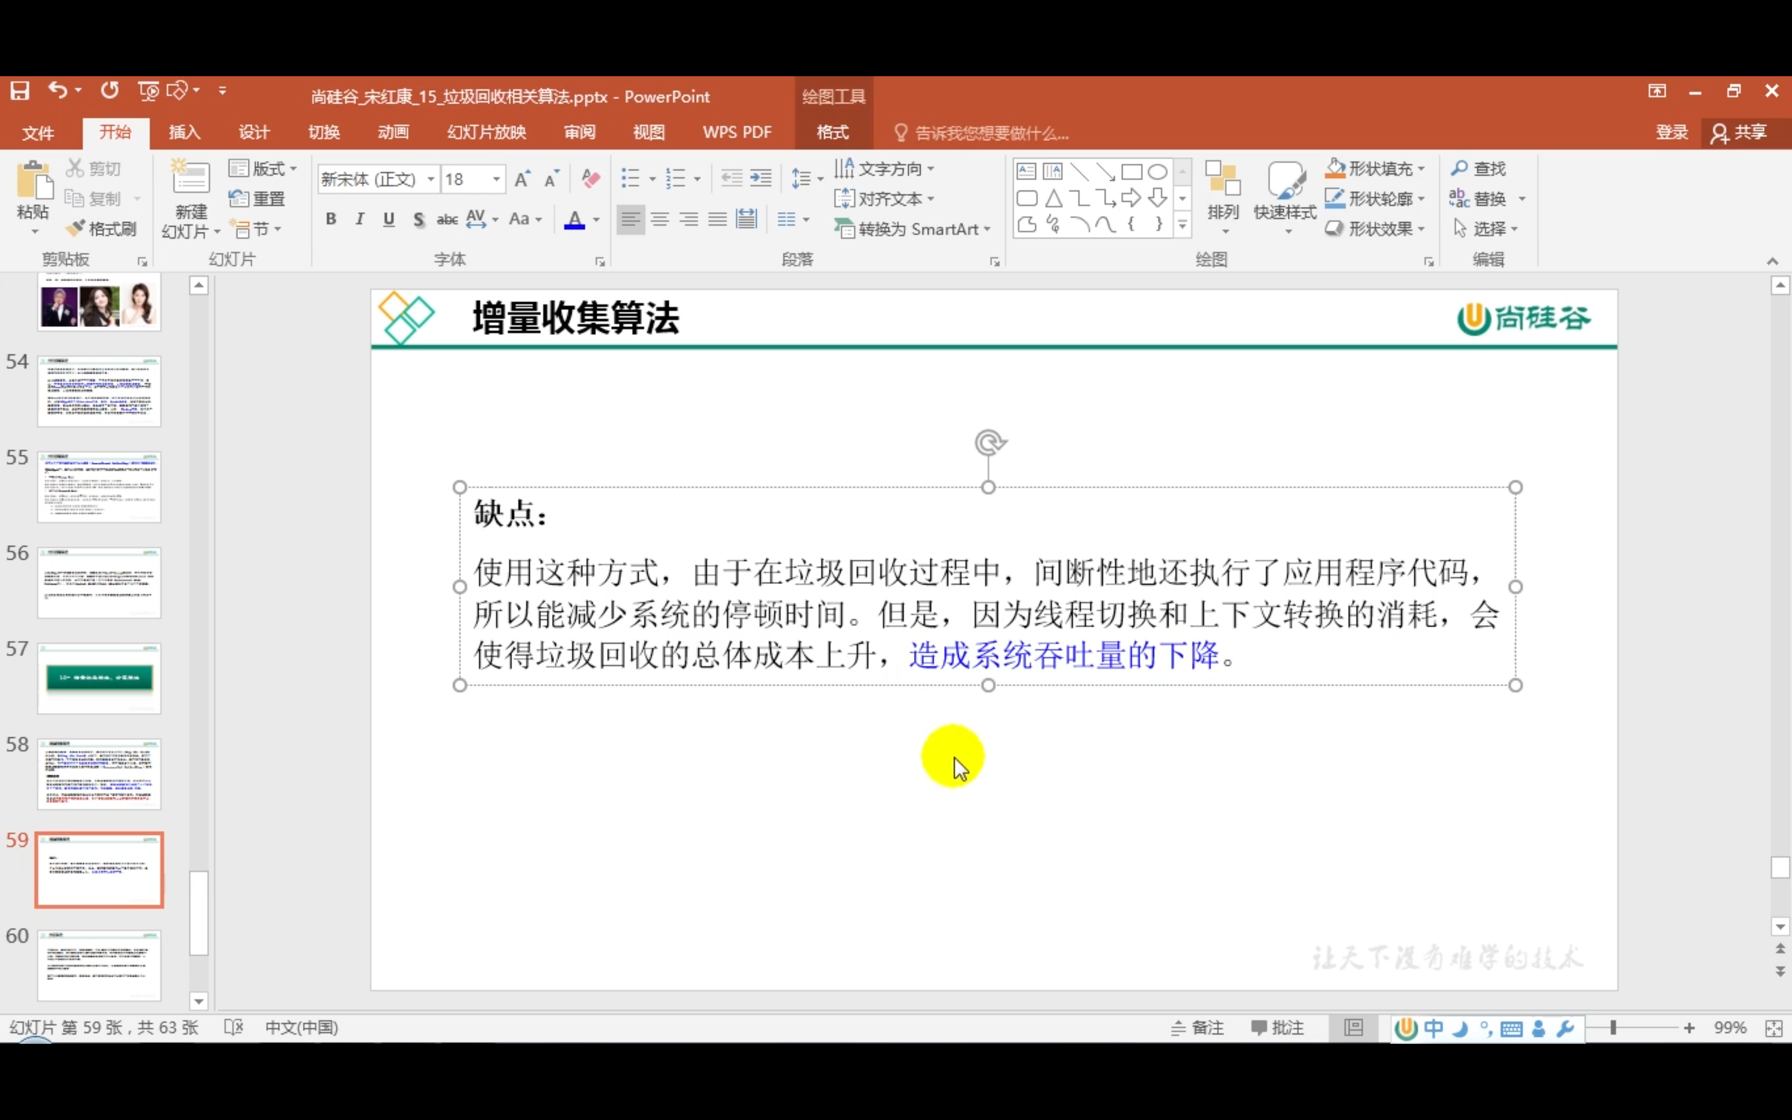 尚硅谷_宋红康_15_垃圾回收相关算法.pptx - PowerPoint
绘图工具
文件 开始 插入 设计 切换 动画 幻灯片放映 审阅 视图 WPS PDF 格式 告诉我您想要做什么... 登录 共享
粘贴 剪切 复制 格式刷
剪贴板
新建幻灯片 版式 重置 节
幻灯片
新宋体 (正文) 18
B I U S abc AV Aa A
字体
文字方向
对齐文本
转换为 SmartArt
段落
排列 快速样式 形状填充 形状轮廓 形状效果
绘图
查找
替换
选择
编辑
54
55
56
57
58
59
60
增量收集算法
尚硅谷
缺点：
使用这种方式，由于在垃圾回收过程中，间断性地还执行了应用程序代码，
所以能减少系统的停顿时间。但是，因为线程切换和上下文转换的消耗，会
使得垃圾回收的总体成本上升，造成系统吞吐量的下降。
让天下没有难学的技术
幻灯片 第 59 张，共 63 张 中文(中国) 备注 批注 中 99%